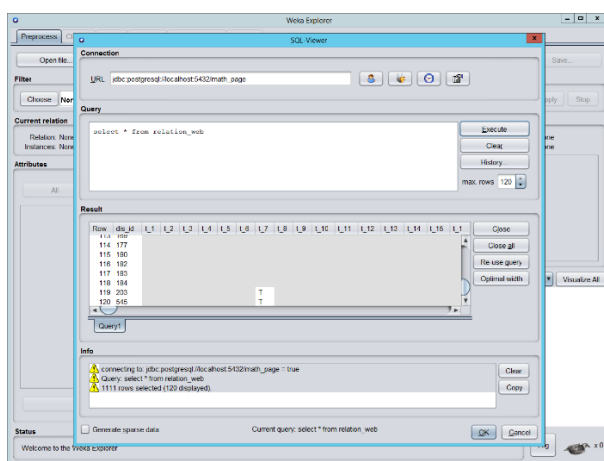 Weka Explorer
Preprocess
SQL-Viewer
Open file...
Save...
Connection
URL jdbc:postgresql://localhost:5432/math_page
Filter
Choose
Stop
Query
Current relation
Relation: None
Instances: None
select * from relation_web
Execute
Clear
History...
max. rows 120
Attributes
All
Result
Row dis_id t_1 t_2 t_3 t_4 t_5 t_6 t_7 t_8 t_9 t_10 t_11 t_12 t_13 t_14 t_15 t_1
114 177
115 180
116 182
117 183
118 184
119 203 T
120 545 T
Close
Close all
Re-use query
Optimal width
Visualize All
Query1
Info
connecting to: jdbc:postgresql://localhost:5432/math_page = true
Query: select * from relation_web
1111 rows selected (120 displayed).
Clear
Copy
Generate sparse data
Current query: select * from relation_web
OK
Cancel
Status
Welcome to the Weka Explorer
x 0